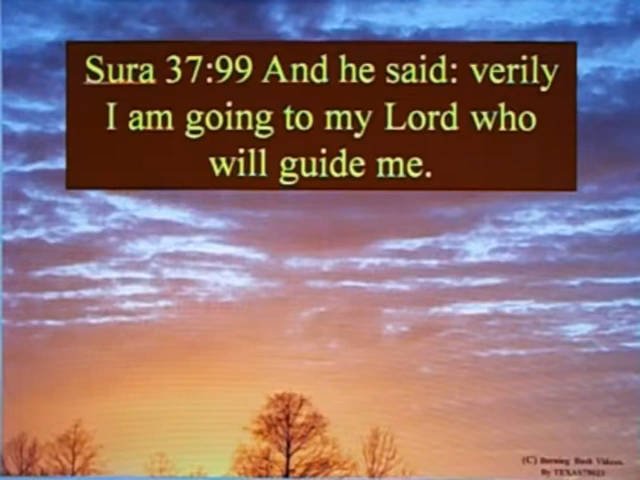 Sura 37:99 And he said: verily
I am going to my Lord who
will guide me.
(C) Burning Bush Videos.
By